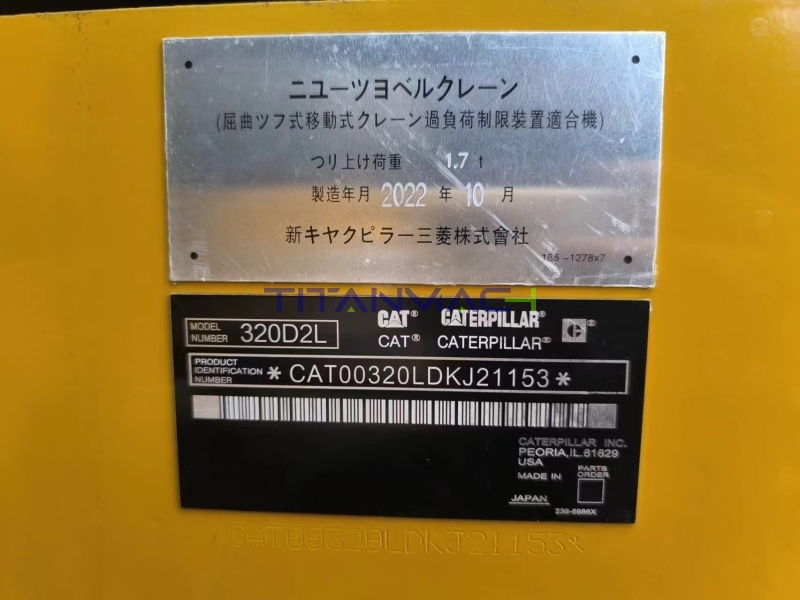 ニユーツヨベルクレーン
(屈曲ツフ式移動式クレーン過負荷制限装置適合機)
つり上げ荷重 1.7 t
製造年月 2022 年 10 月
新キヤクピラー三菱株式會社
185-1278x7
TITANMACH
MODEL NUMBER 320D2L
CAT® CATERPILLAR® C®
CAT® CATERPILLAR®
PRODUCT IDENTIFICATION NUMBER *CAT00320LDKJ21153*
CATERPILLAR INC.
PEORIA,IL.61629
USA
MADE IN
PARTS ORDER
JAPAN
239-5986X
*CAT00320LDKJ21153*